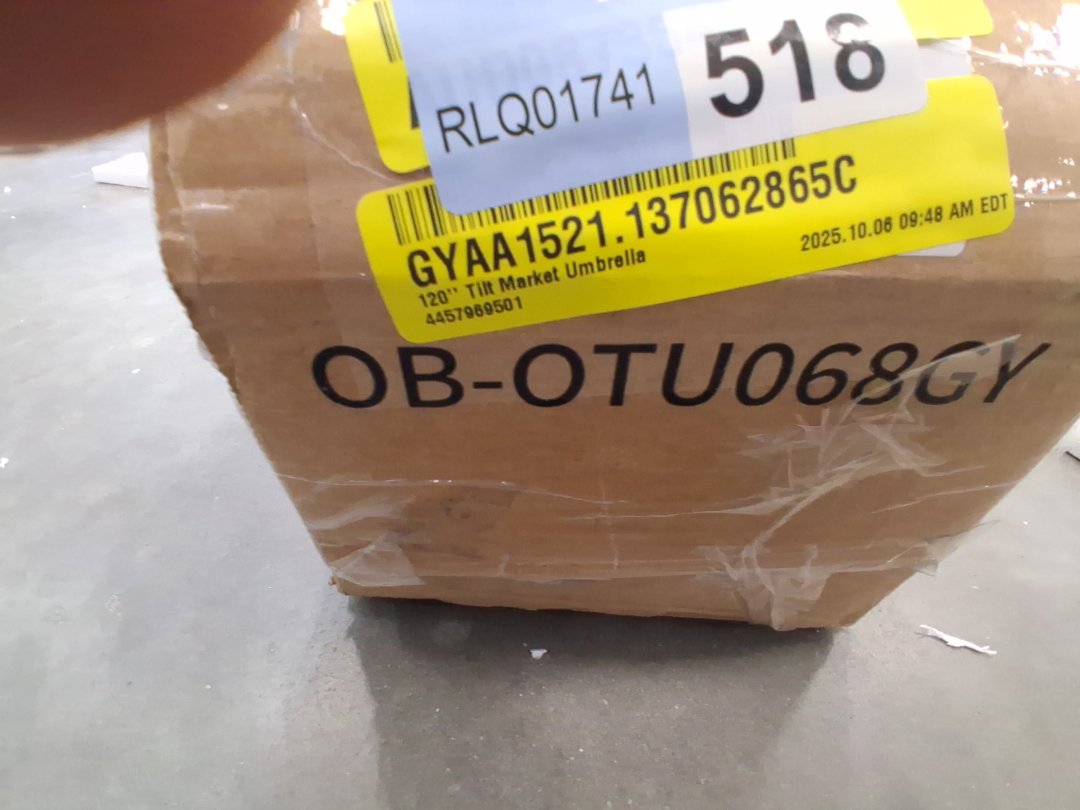 RLQ01741
518
GYAA1521.137062865C
120'' Tilt Market Umbrella
2025.10.06 09:48 AM EDT
4457969501
OB-OTU068GY